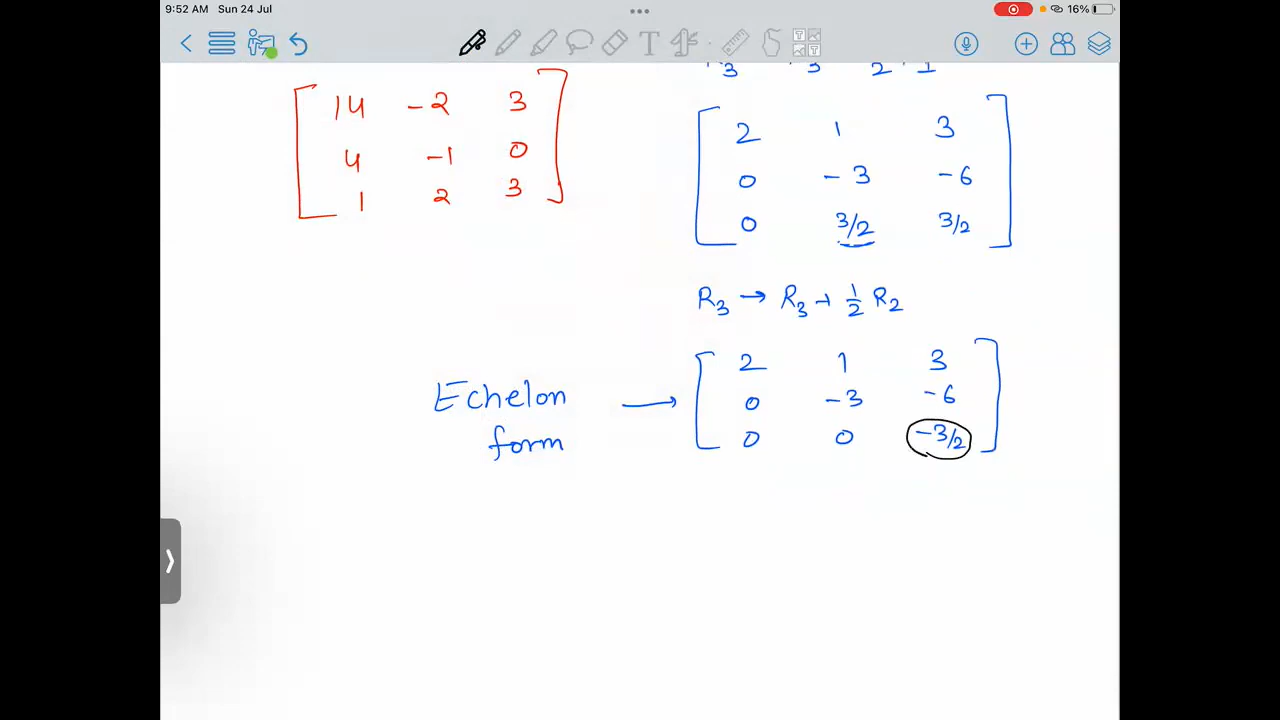 9:52 AM Sun 24 Jul
16%
T
14 -2 3
4 -1 0
1 2 3
2 1 3
0 -3 -6
0 3/2 3/2
R3 → R3 + 1/2 R2
2 1 3
0 -3 -6
0 0 -3/2
Echelon
form